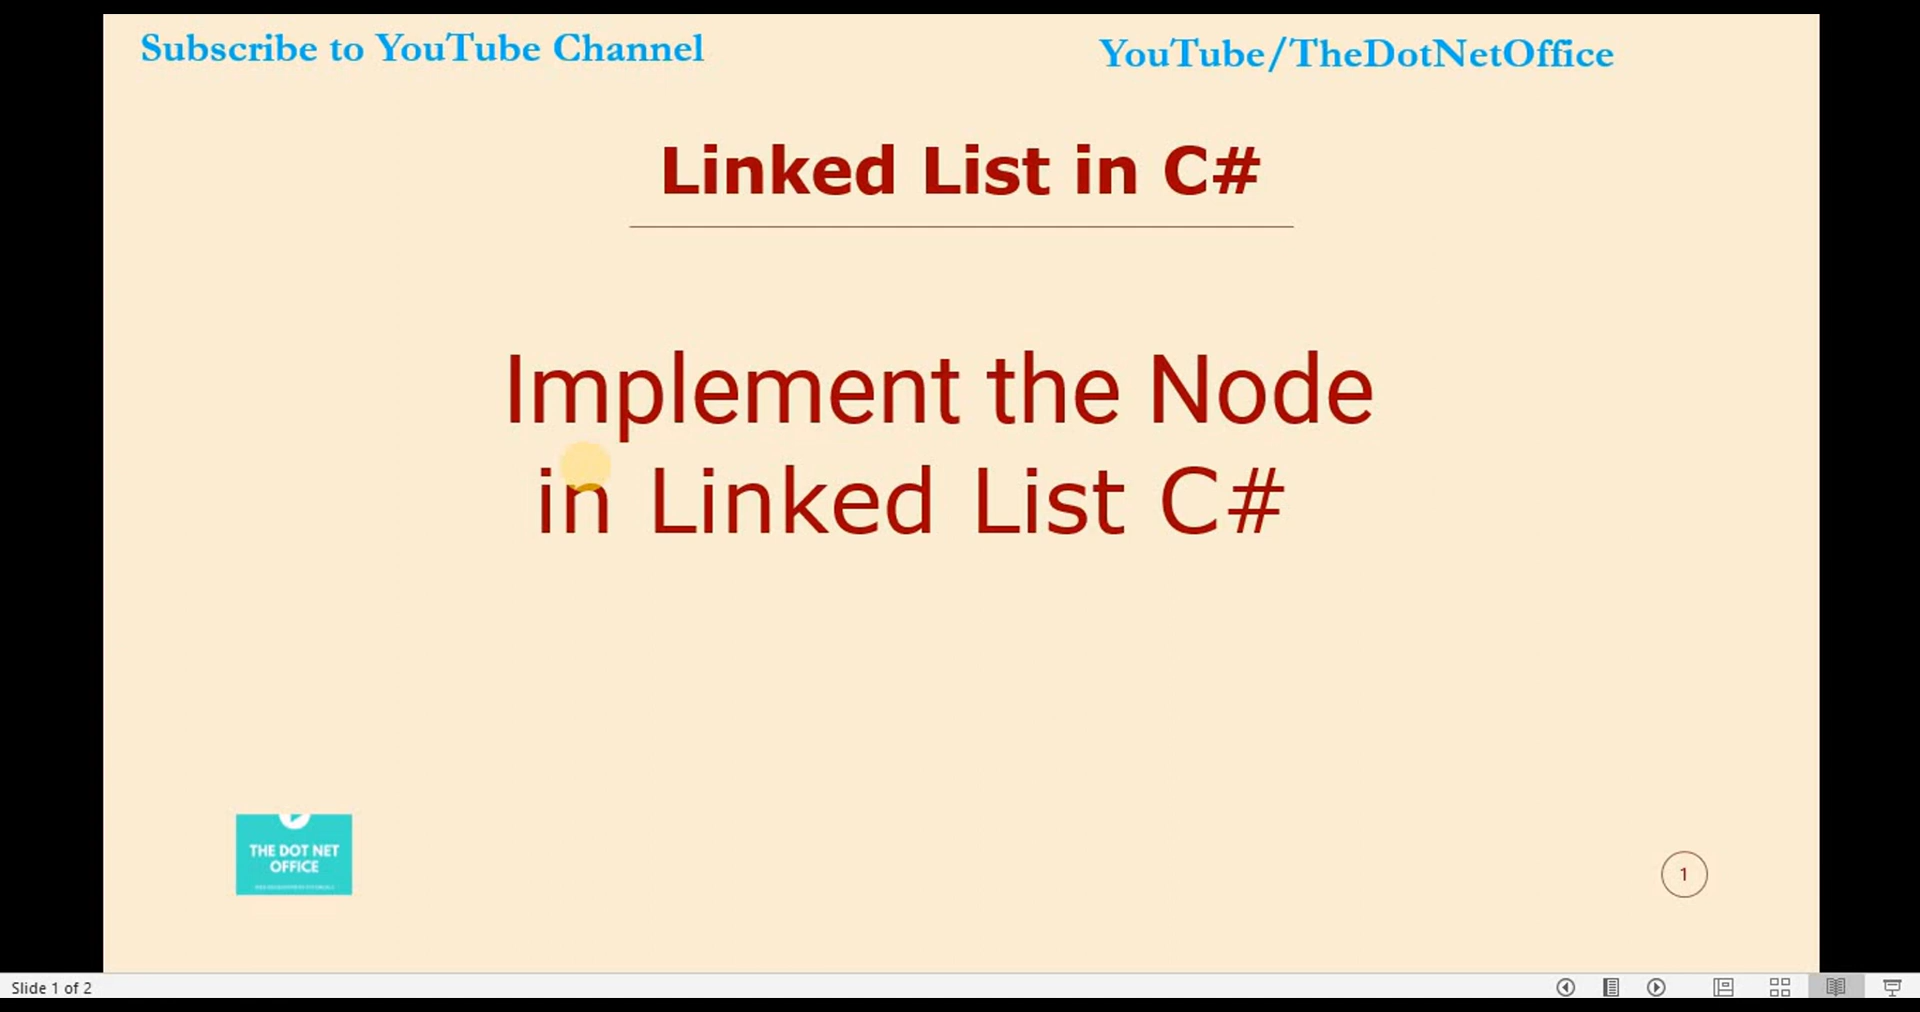 Subscribe to YouTube Channel
YouTube/TheDotNetOffice
Linked List in C#
Implement the Node
in Linked List C#
THE DOT NET
OFFICE
1
Slide 1 of 2